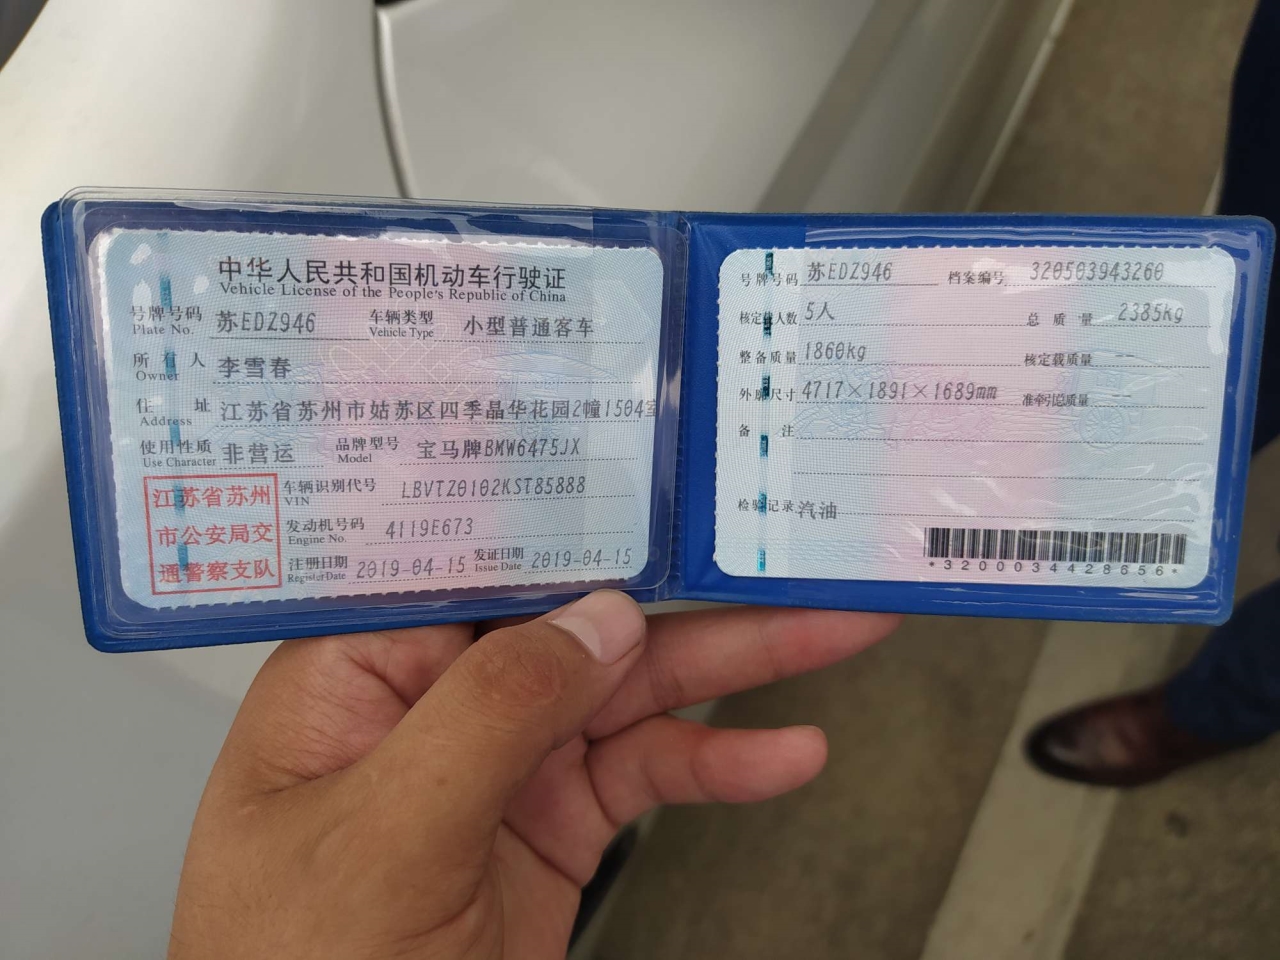 中华人民共和国机动车行驶证
Vehicle License of the People's Republic of China
号牌号码 苏EDZ946 车辆类型 小型普通客车
Plate No. Vehicle Type
所有人 李雪春
Owner
住址 江苏省苏州市姑苏区四季晶华花园2幢1504室
Address
使用性质 非营运 品牌型号 宝马牌BMW6475JX
Use Character Model
江苏省苏州
市公安局交
通警察支队
车辆识别代号 LBVTZ0102KST85888
VIN
发动机号码 4119E673
Engine No.
注册日期 2019-04-15 发证日期 2019-04-15
Register Date Issue Date
号牌号码 苏EDZ946 档案编号 320503943260
核定载人数 5人 总质量 2385kg
整备质量 1860kg 核定载质量 --
外廓尺寸 4717×1891×1689mm 准牵引总质量 --
备注
检验记录 汽油
*3200034428656*